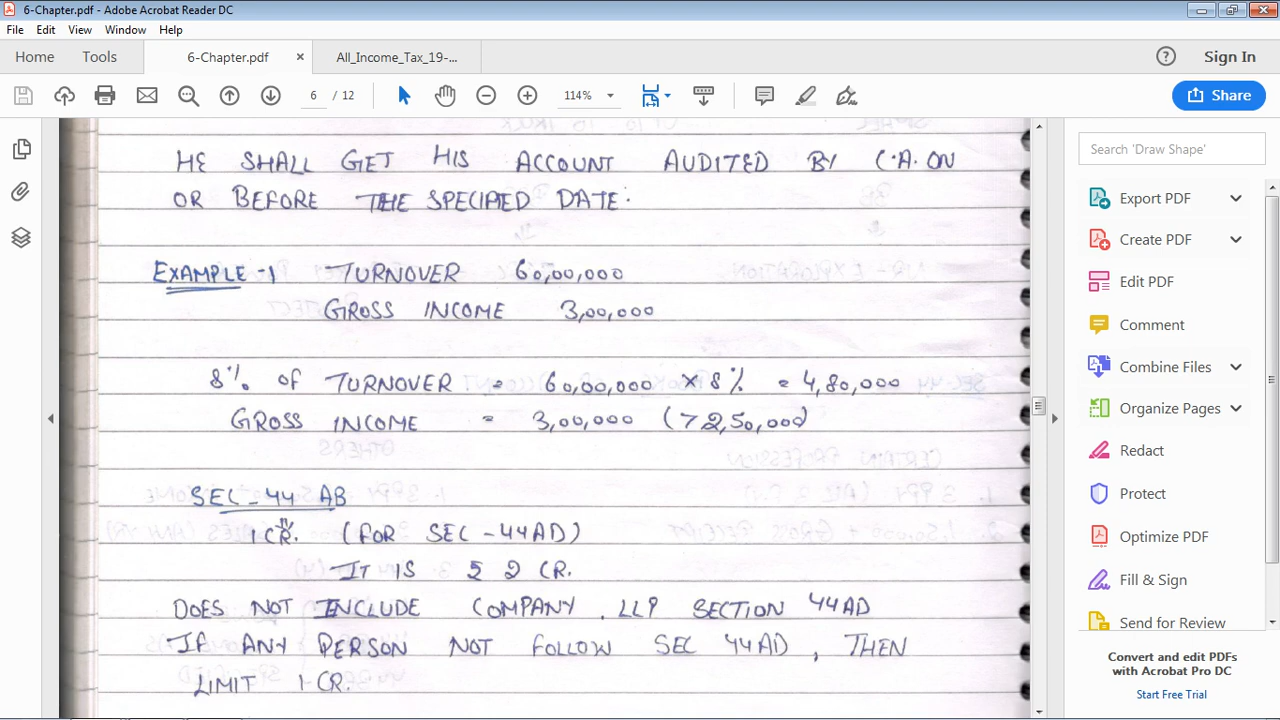 6-Chapter.pdf - Adobe Acrobat Reader DC
File Edit View Window Help
Home Tools 6-Chapter.pdf × All_Income_Tax_19-... Sign In
6 / 12 114% Share
HE SHALL GET HIS ACCOUNT AUDITED BY C.A. ON
OR BEFORE THE SPECIFIED DATE.
EXAMPLE-1 TURNOVER 60,00,000
GROSS INCOME 3,00,000
8% OF TURNOVER = 60,00,000 × 8% = 4,80,000
GROSS INCOME = 3,00,000 (>2,50,000)
SEC-44 AB
1 CR. (FOR SEC-44AD)
IT IS 2 CR.
DOES NOT INCLUDE COMPANY, LLP SECTION 44AD
IF ANY PERSON NOT FOLLOW SEC 44AD, THEN
LIMIT 1-CR.
Search 'Draw Shape'
Export PDF
Create PDF
Edit PDF
Comment
Combine Files
Organize Pages
Redact
Protect
Optimize PDF
Fill & Sign
Send for Review
Convert and edit PDFs
with Acrobat Pro DC
Start Free Trial